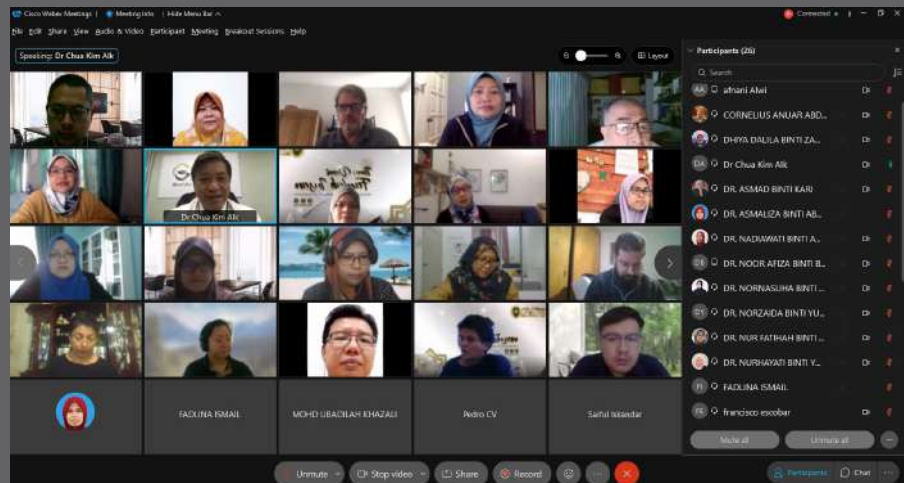 Cisco Webex Meetings
Meeting Info
Hide Menu Bar
Connected
File Edit Share View Audio & Video Participant Meeting Breakout Sessions Help
Speaking: Dr Chua Kim Aik
Layout
Dr Chua Kim Aik
FADLINA ISMAIL
MOHD UBAIDILAH KHAZALI
Pedro CV
Saiful Iskandar
Participants (26)
Search
AA afnani Alwi
CORNELIUS ANUAR ABD...
DHIYA DALILA BINTI ZA...
Dr Chua Kim Aik
DR. ASMAD BINTI KARI
DR. ASMALIZA BINTI AB...
DR. NADIAWATI BINTI A...
DR. NOOR AFIZA BINTI B...
DR. NORNASUHA BINTI ...
DR. NORZAIDA BINTI YU...
DR. NUR FATIHAH BINTI ...
DR. NURHAYATI BINTI Y...
FI FADLINA ISMAIL
francisco escobar
Mute all
Unmute all
Unmute
Stop video
Share
Record
Participants
Chat